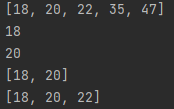 [18, 20, 22, 35, 47]
18
20
[18, 20]
[18, 20, 22]